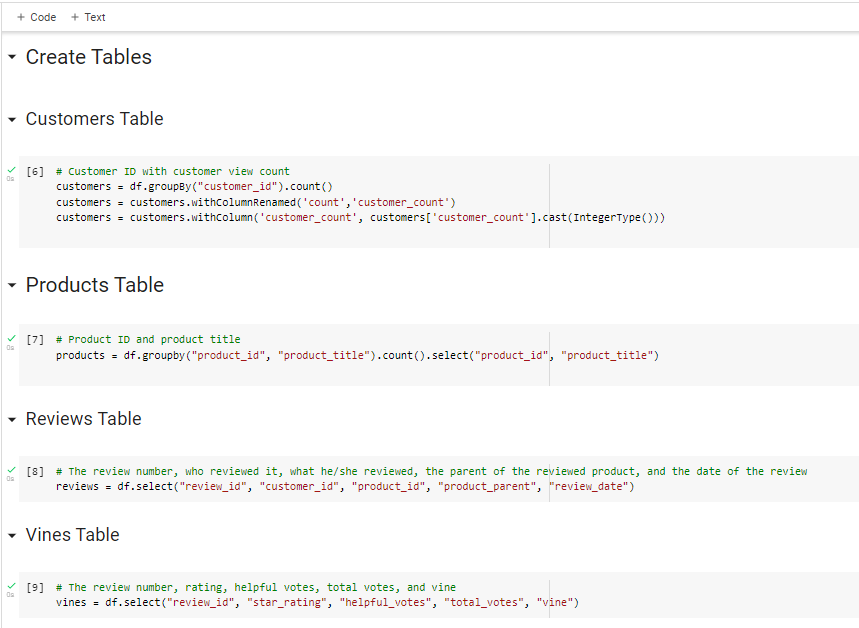 + Code + Text
Create Tables
Customers Table
[6] # Customer ID with customer view count
customers = df.groupBy("customer_id").count()
customers = customers.withColumnRenamed('count','customer_count')
customers = customers.withColumn('customer_count', customers['customer_count'].cast(IntegerType()))
0s
Products Table
[7] # Product ID and product title
products = df.groupby("product_id", "product_title").count().select("product_id", "product_title")
0s
Reviews Table
[8] # The review number, who reviewed it, what he/she reviewed, the parent of the reviewed product, and the date of the review
reviews = df.select("review_id", "customer_id", "product_id", "product_parent", "review_date")
0s
Vines Table
[9] # The review number, rating, helpful votes, total votes, and vine
vines = df.select("review_id", "star_rating", "helpful_votes", "total_votes", "vine")
0s